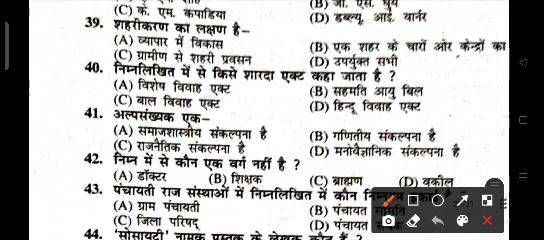 (C) के. एम. कपाडिया (D) डब्ल्यू. आई. वार्नर
39. शहरीकरण का लक्षण है–
(A) व्यापार में विकास (B) एक शहर के चारों ओर केन्द्रों का
(C) ग्रामीण से शहरी प्रवसन (D) उपर्युक्त सभी
40. निम्नलिखित में से किसे शारदा एक्ट कहा जाता है ?
(A) विशेष विवाह एक्ट (B) सहमति आयु बिल
(C) बाल विवाह एक्ट (D) हिन्दू विवाह एक्ट
41. अल्पसंख्यक एक–
(A) समाजशास्त्रीय संकल्पना है (B) गणितीय संकल्पना है
(C) राजनैतिक संकल्पना है (D) मनोवैज्ञानिक संकल्पना है
42. निम्न में से कौन एक वर्ग नहीं है ?
(A) डॉक्टर (B) शिक्षक (C) ब्राह्मण (D) वकील
43. पंचायती राज संस्थाओं में निम्नलिखित में कौन
(A) ग्राम पंचायती (B) पंचायत
(C) जिला परिषद् (D) पंचायत
44. 'सोसायटी' नामक पुस्तक के लेखक कौन हैं ?